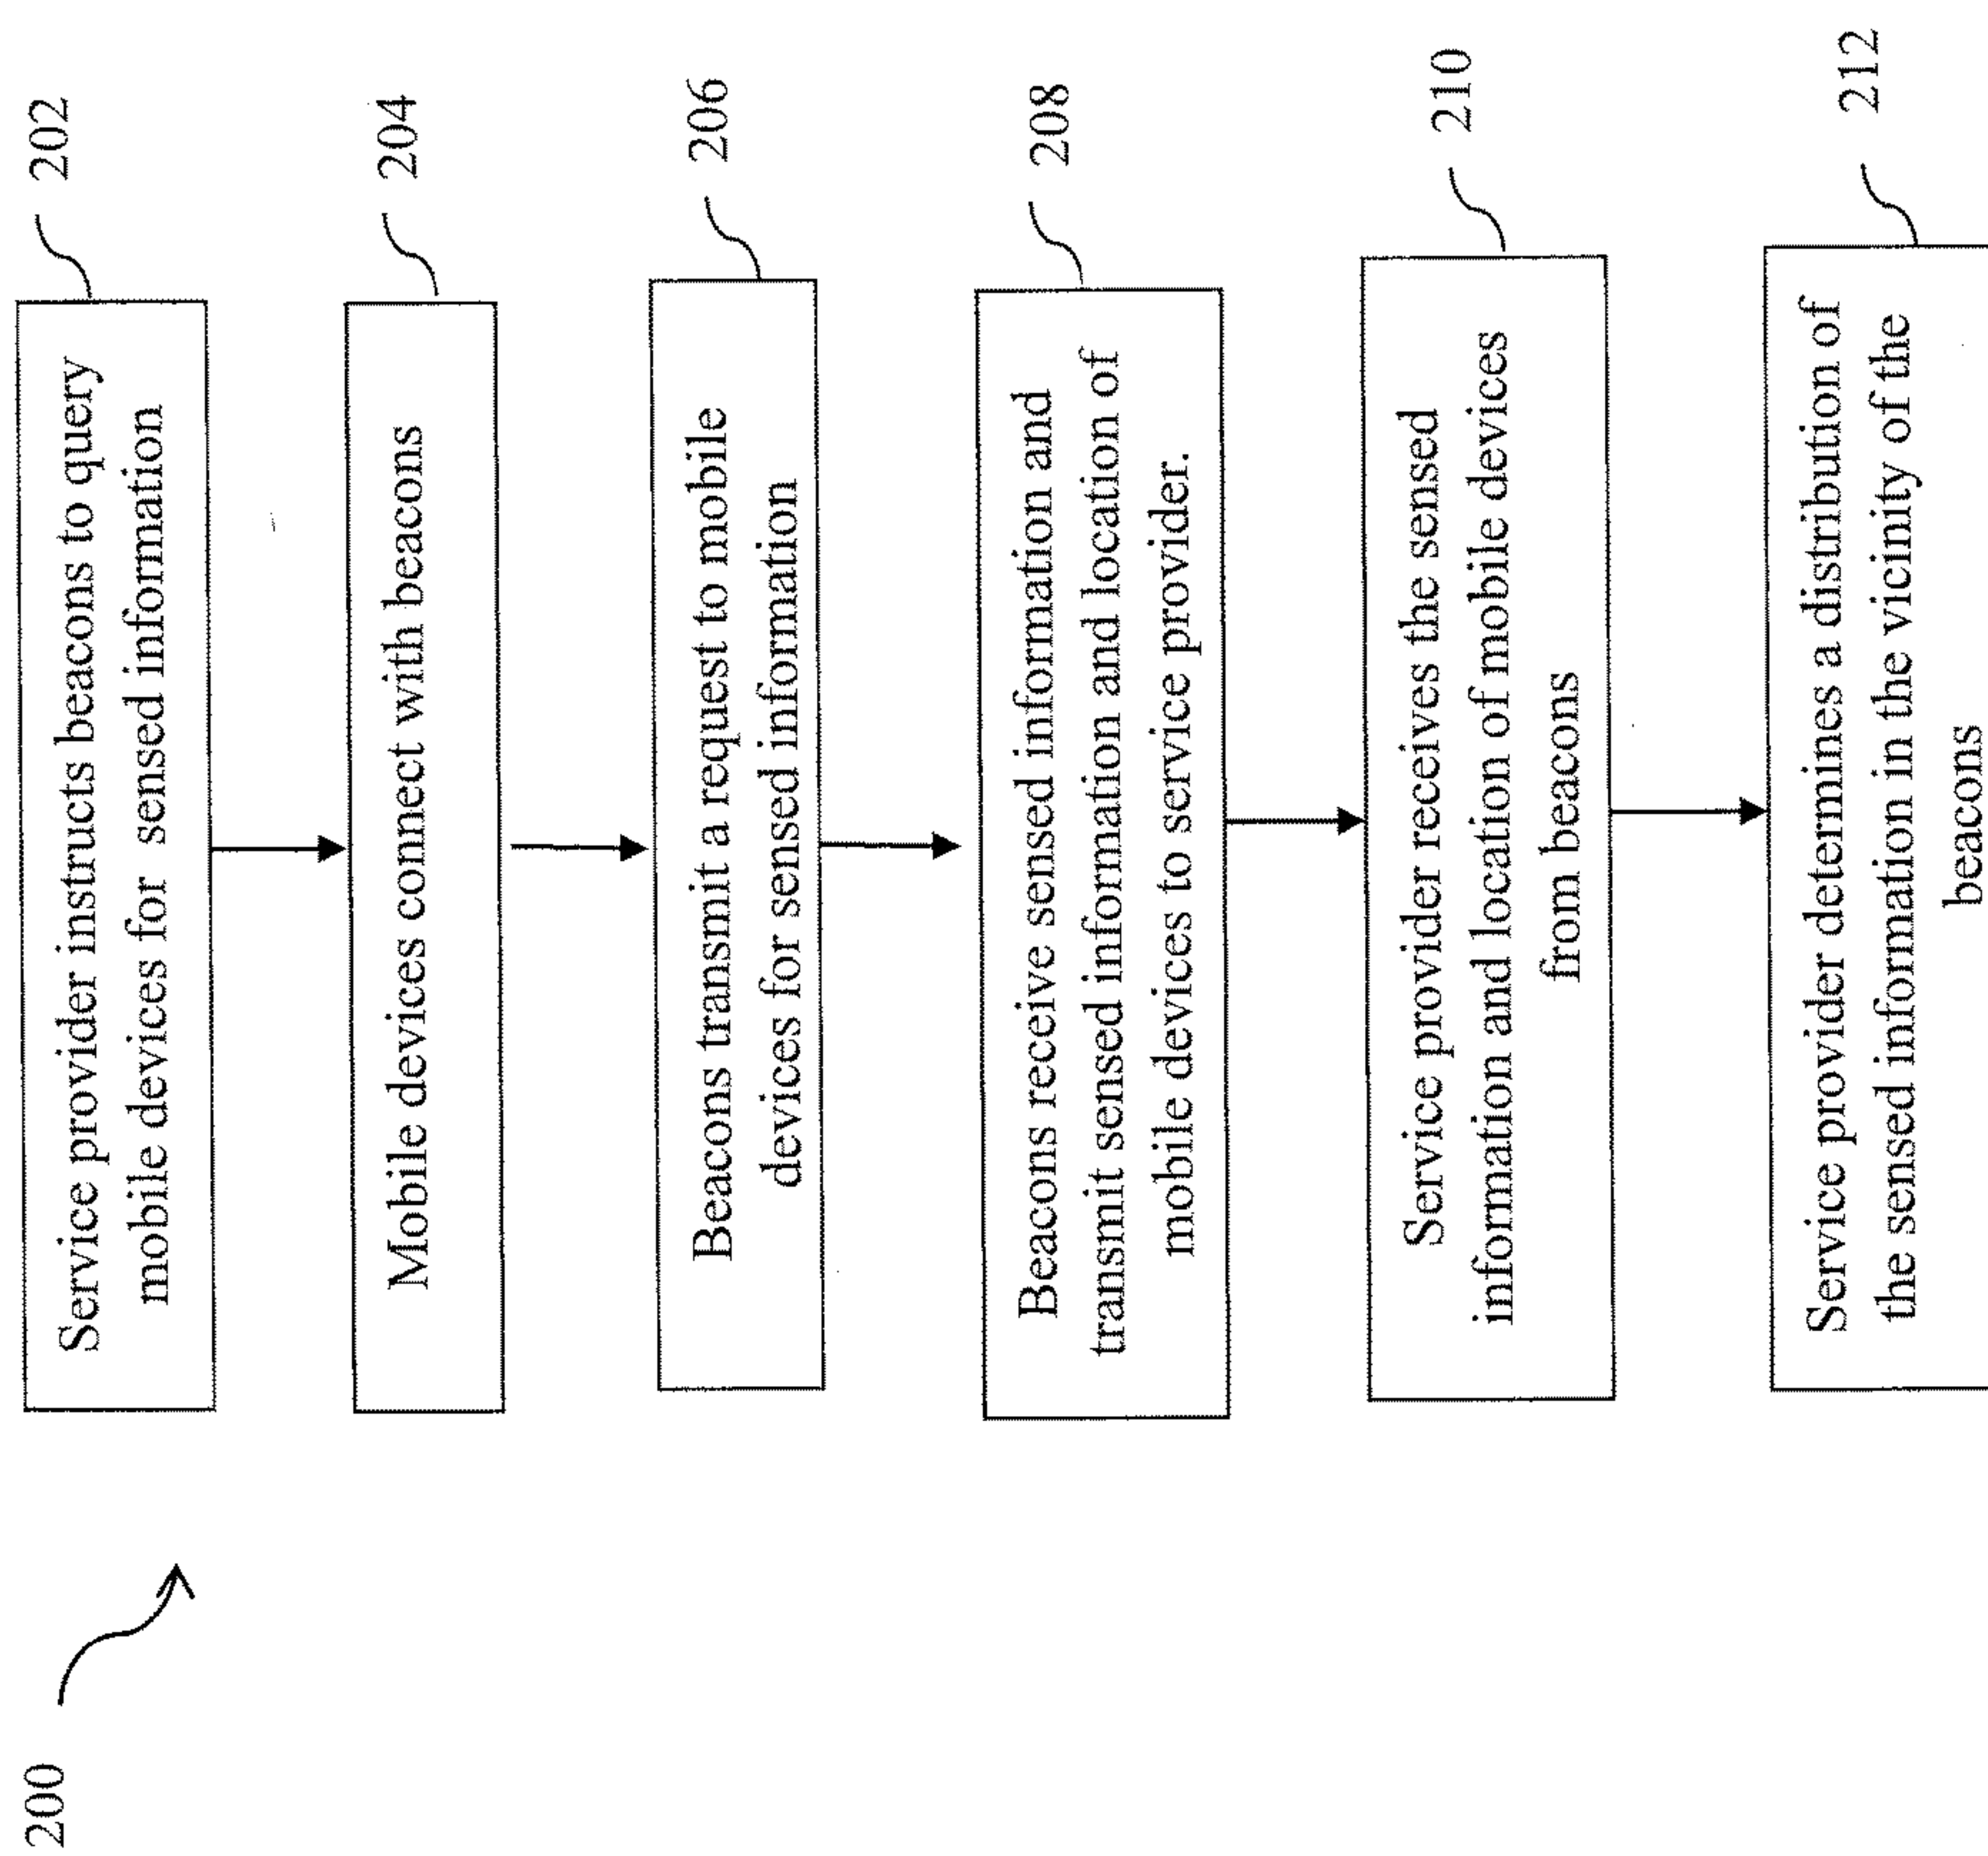 200
202
Service provider instructs beacons to query
mobile devices for sensed information
204
Mobile devices connect with beacons
206
Beacons transmit a request to mobile
devices for sensed information
208
Beacons receive sensed information and
transmit sensed information and location of
mobile devices to service provider.
210
Service provider receives the sensed
information and location of mobile devices
from beacons
212
Service provider determines a distribution of
the sensed information in the vicinity of the
beacons